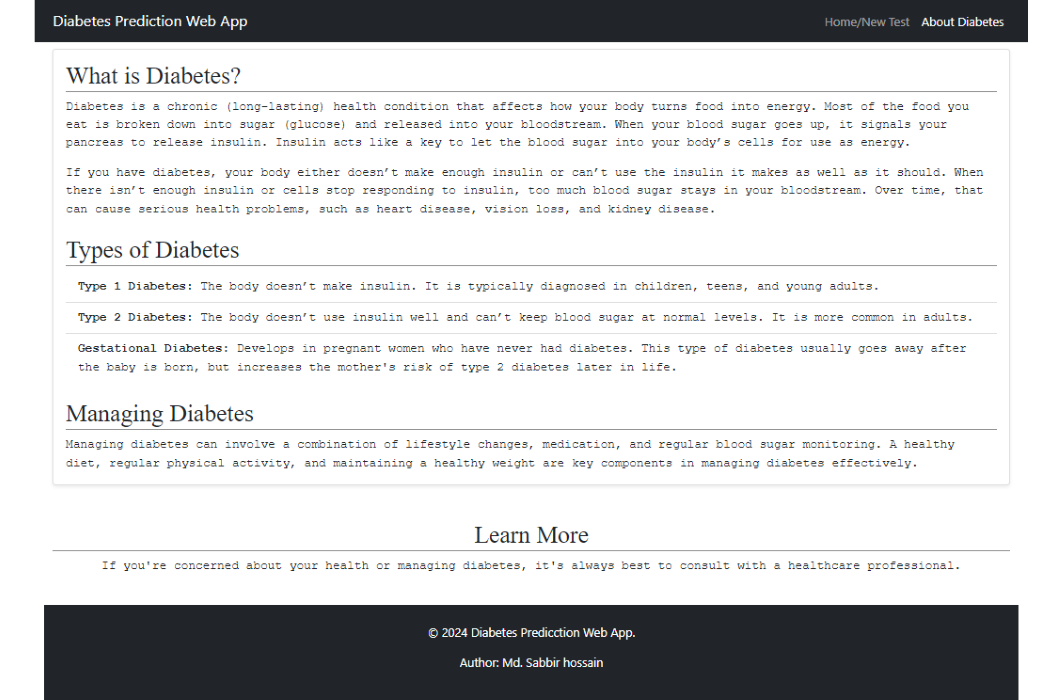 Diabetes Prediction Web App
Home/New Test About Diabetes
What is Diabetes?
Diabetes is a chronic (long-lasting) health condition that affects how your body turns food into energy. Most of the food you
eat is broken down into sugar (glucose) and released into your bloodstream. When your blood sugar goes up, it signals your
pancreas to release insulin. Insulin acts like a key to let the blood sugar into your body’s cells for use as energy.
If you have diabetes, your body either doesn’t make enough insulin or can’t use the insulin it makes as well as it should. When
there isn’t enough insulin or cells stop responding to insulin, too much blood sugar stays in your bloodstream. Over time, that
can cause serious health problems, such as heart disease, vision loss, and kidney disease.
Types of Diabetes
Type 1 Diabetes: The body doesn’t make insulin. It is typically diagnosed in children, teens, and young adults.
Type 2 Diabetes: The body doesn’t use insulin well and can’t keep blood sugar at normal levels. It is more common in adults.
Gestational Diabetes: Develops in pregnant women who have never had diabetes. This type of diabetes usually goes away after
the baby is born, but increases the mother's risk of type 2 diabetes later in life.
Managing Diabetes
Managing diabetes can involve a combination of lifestyle changes, medication, and regular blood sugar monitoring. A healthy
diet, regular physical activity, and maintaining a healthy weight are key components in managing diabetes effectively.
Learn More
If you're concerned about your health or managing diabetes, it's always best to consult with a healthcare professional.
© 2024 Diabetes Predicction Web App.
Author: Md. Sabbir hossain